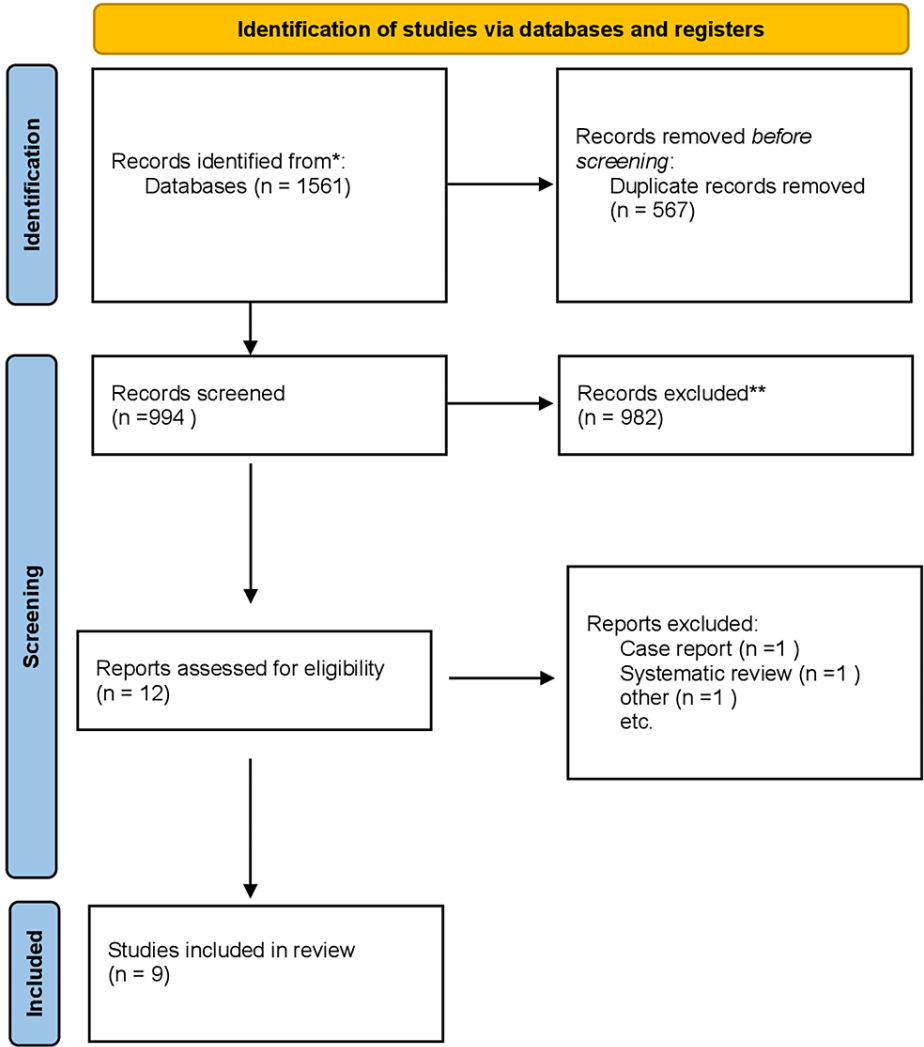 Identification of studies via databases and registers
Identification
Records identified from*:
Databases (n = 1561)
Records removed before
screening:
Duplicate records removed
(n = 567)
Screening
Records screened
(n =994 )
Records excluded**
(n = 982)
Reports assessed for eligibility
(n = 12)
Reports excluded:
Case report (n =1 )
Systematic review (n =1 )
other (n =1 )
etc.
Included
Studies included in review
(n = 9)